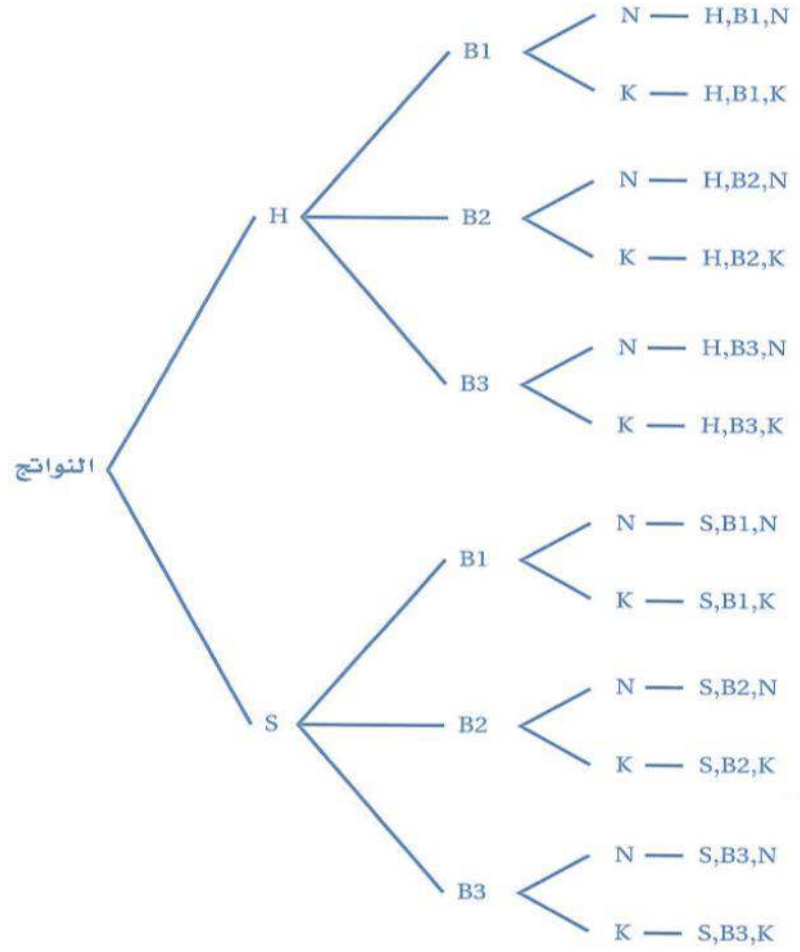 N — H,B1,N
B1
K — H,B1,K
N — H,B2,N
H B2
K — H,B2,K
N — H,B3,N
B3
K — H,B3,K
النواتج
N — S,B1,N
B1
K — S,B1,K
N — S,B2,N
S B2
K — S,B2,K
N — S,B3,N
B3
K — S,B3,K